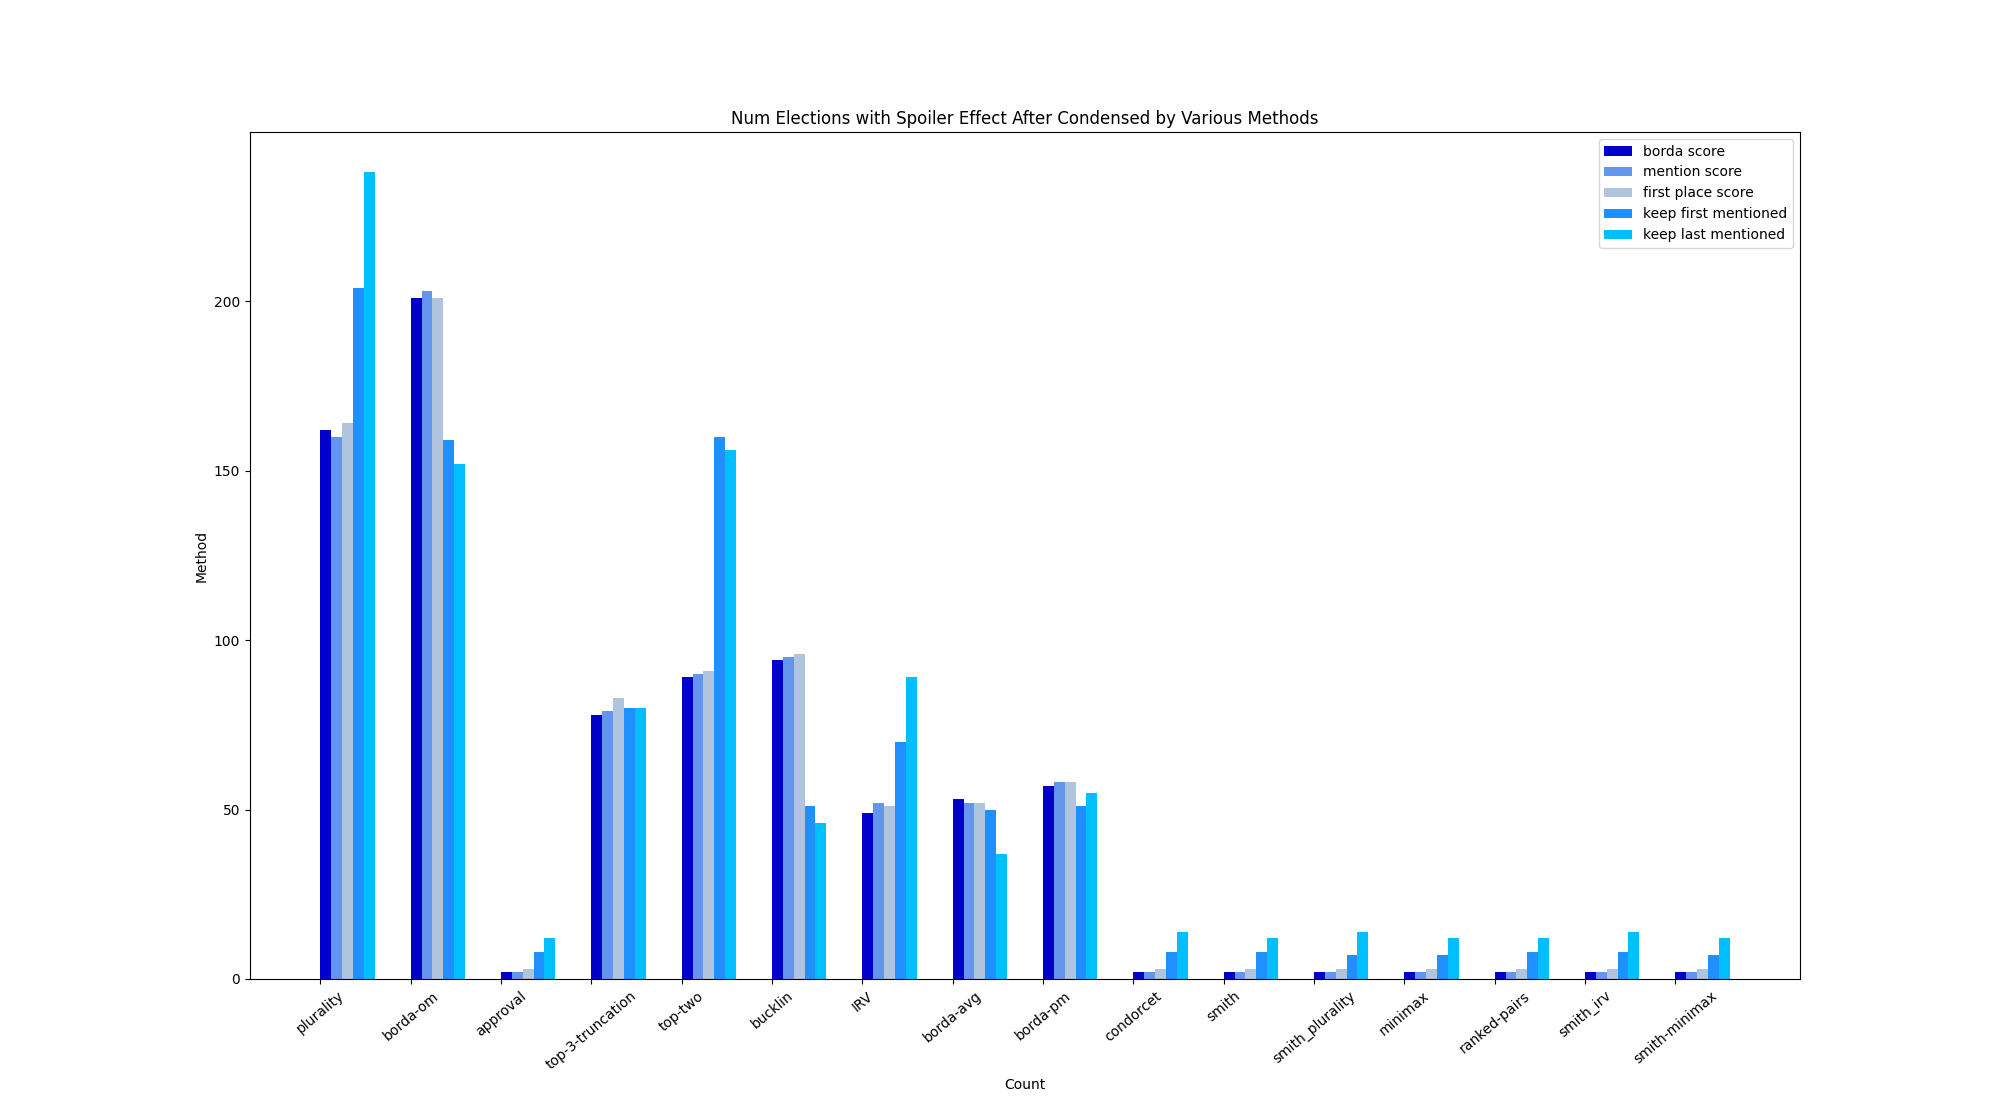 Num Elections with Spoiler Effect After Condensed by Various Methods
borda score
mention score
first place score
keep first mentioned
keep last mentioned
200
150
100
50
0
Method
plurality
borda-om
approval
top-3-truncation
top-two
bucklin
IRV
borda-avg
borda-pm
condorcet
smith
smith_plurality
minimax
ranked-pairs
smith_irv
smith-minimax
Count